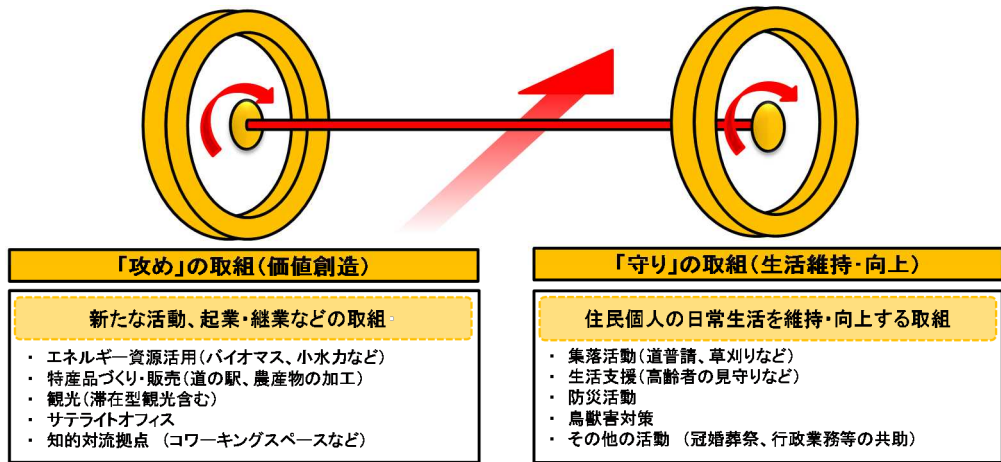 「攻め」の取組(価値創造)
新たな活動、起業・継業などの取組
・ エネルギー資源活用(バイオマス、小水力など)
・ 特産品づくり・販売(道の駅、農産物の加工)
・ 観光(滞在型観光含む)
・ サテライトオフィス
・ 知的対流拠点 (コワーキングスペースなど)
「守り」の取組(生活維持・向上)
住民個人の日常生活を維持・向上する取組
・ 集落活動(道普請、草刈りなど)
・ 生活支援(高齢者の見守りなど)
・ 防災活動
・ 鳥獣害対策
・ その他の活動 (冠婚葬祭、行政業務等の共助)